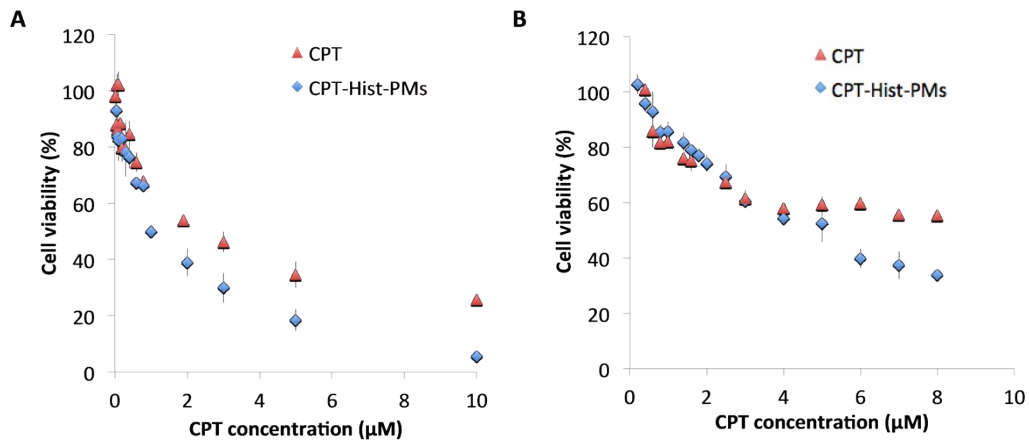 A
120
100
80
60
40
20
0
Cell viability (%)
CPT
CPT-Hist-PMs
0 2 4 6 8 10
CPT concentration (µM)
B
120
100
80
60
40
20
0
Cell viability (%)
CPT
CPT-Hist-PMs
0 2 4 6 8 10
CPT concentration (µM)